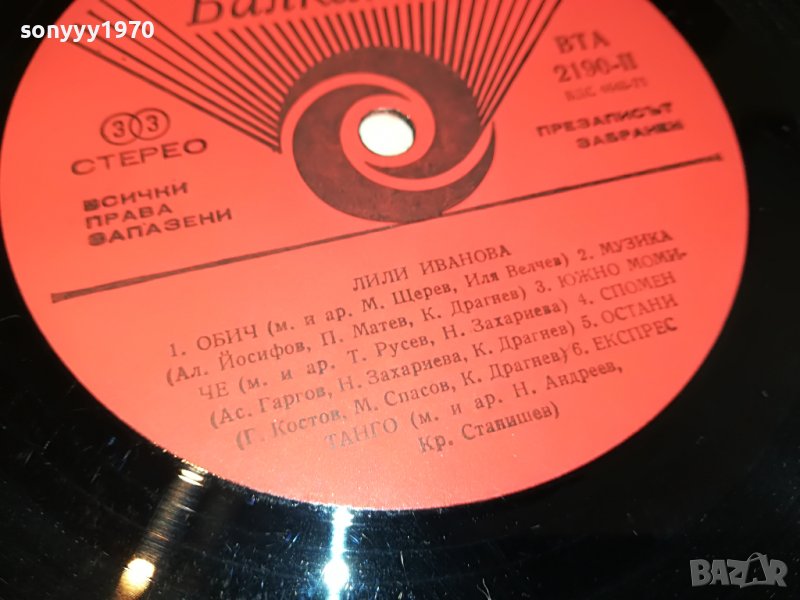 sonyyy1970
Балкан
ВТА
2190-II
33
СТЕРЕО
ВСИЧКИ
ПРАВА
ЗАПАЗЕНИ
ПРЕЗАПИСЪТ
ЗАБРАНЕН
ЛИЛИ ИВАНОВА
1. ОБИЧ (м. и ар. М. Щерев, Иля Велчев) 2. МУЗИКА
(Ал. Йосифов, П. Матев, К. Драгнев) 3. ЮЖНО МОМИ-
ЧЕ (м. и ар. Т. Русев, Н. Захариева) 4. СПОМЕН
(Ас. Гаргов, Н. Захаряева, К. Драгнев) 5. ОСТАНИ
(Г. Костов, М. Спасов, К. Драгнев) 6. ЕКСПРЕС
ТАНГО (м. и ар. Н. Андреев,
Кр. Станишев)
BAZAR